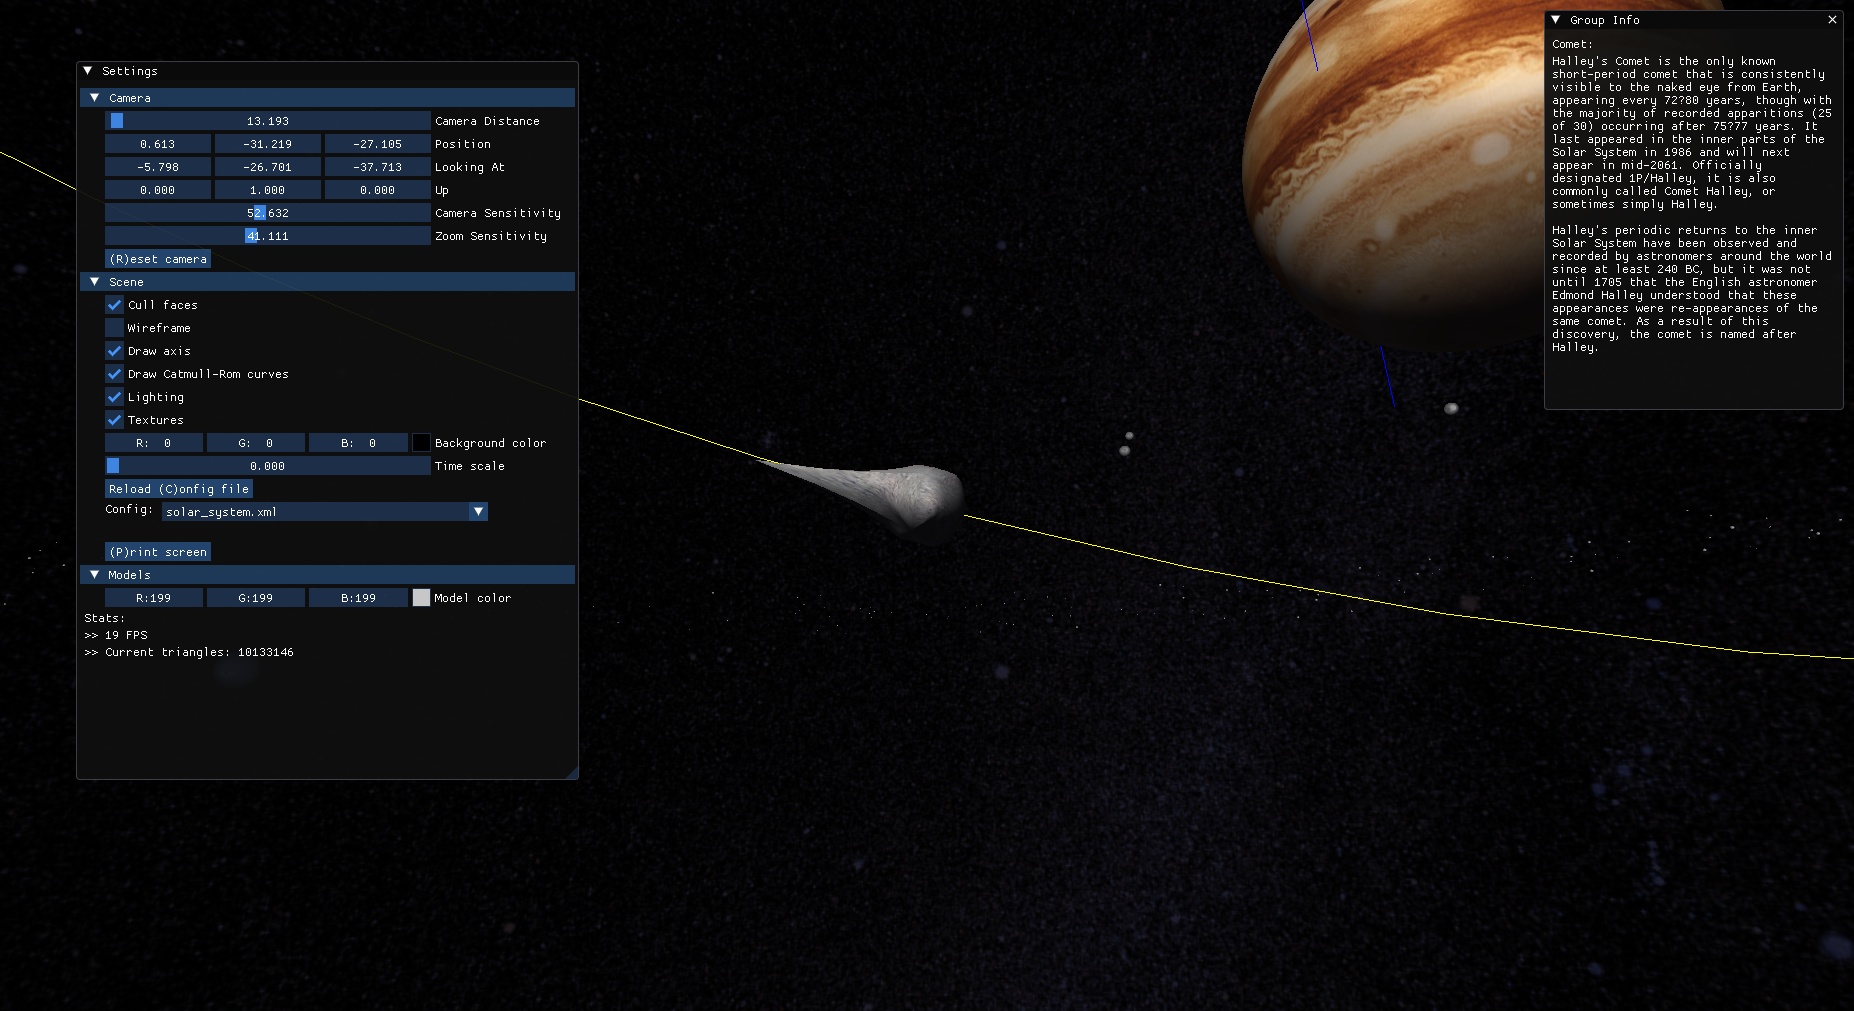 Settings
Camera
13.193 Camera Distance
0.613 -31.219 -27.105 Position
-5.798 -26.701 -37.713 Looking At
0.000 1.000 0.000 Up
52.632 Camera Sensitivity
41.111 Zoom Sensitivity
(R)eset camera
Scene
Cull faces
Wireframe
Draw axis
Draw Catmull-Rom curves
Lighting
Textures
R: 0 G: 0 B: 0 Background color
0.000 Time scale
Reload (C)onfig file
Config: solar_system.xml
(P)rint screen
Models
R:199 G:199 B:199 Model color
Stats:
>> 19 FPS
>> Current triangles: 10133146
Group Info
Comet:
Halley's Comet is the only known
short-period comet that is consistently
visible to the naked eye from Earth,
appearing every 72?80 years, though with
the majority of recorded apparitions (25
of 30) occurring after 75?77 years. It
last appeared in the inner parts of the
Solar System in 1986 and will next
appear in mid-2061. Officially
designated 1P/Halley, it is also
commonly called Comet Halley, or
sometimes simply Halley.
Halley's periodic returns to the inner
Solar System have been observed and
recorded by astronomers around the world
since at least 240 BC, but it was not
until 1705 that the English astronomer
Edmond Halley understood that these
appearances were re-appearances of the
same comet. As a result of this
discovery, the comet is named after
Halley.